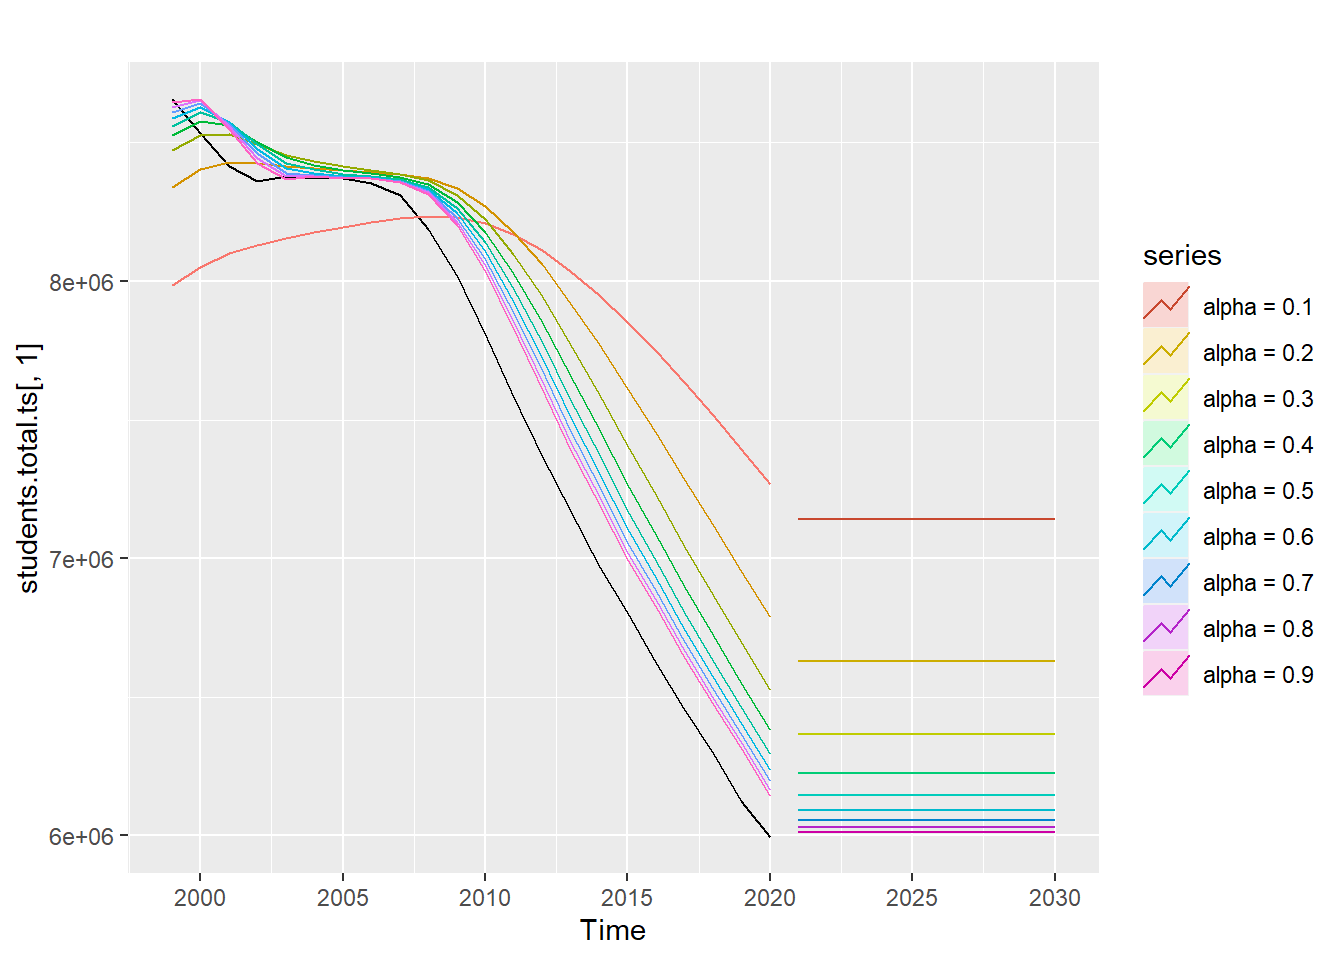 students.total.ts[, 1]
8e+06
7e+06
6e+06
2000 2005 2010 2015 2020 2025 2030
Time
series
alpha = 0.1
alpha = 0.2
alpha = 0.3
alpha = 0.4
alpha = 0.5
alpha = 0.6
alpha = 0.7
alpha = 0.8
alpha = 0.9